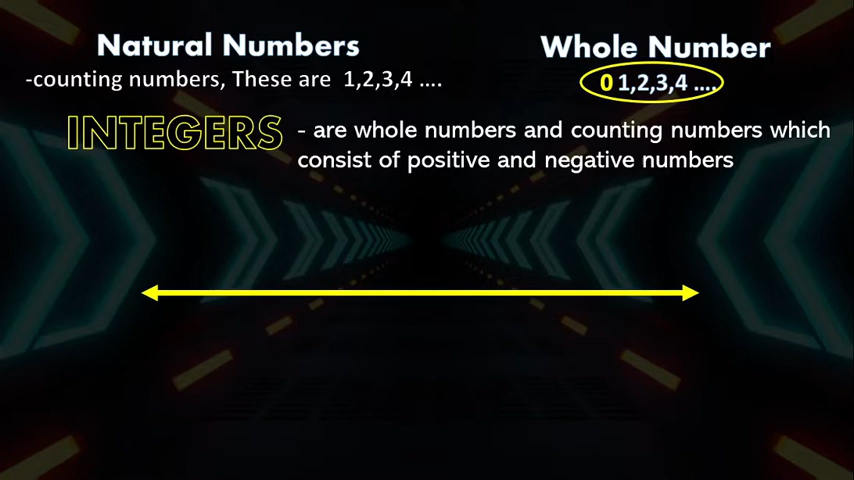 Natural Numbers
Whole Number
-counting numbers, These are 1,2,3,4 ....
0 1,2,3,4 ....
INTEGERS - are whole numbers and counting numbers which
consist of positive and negative numbers